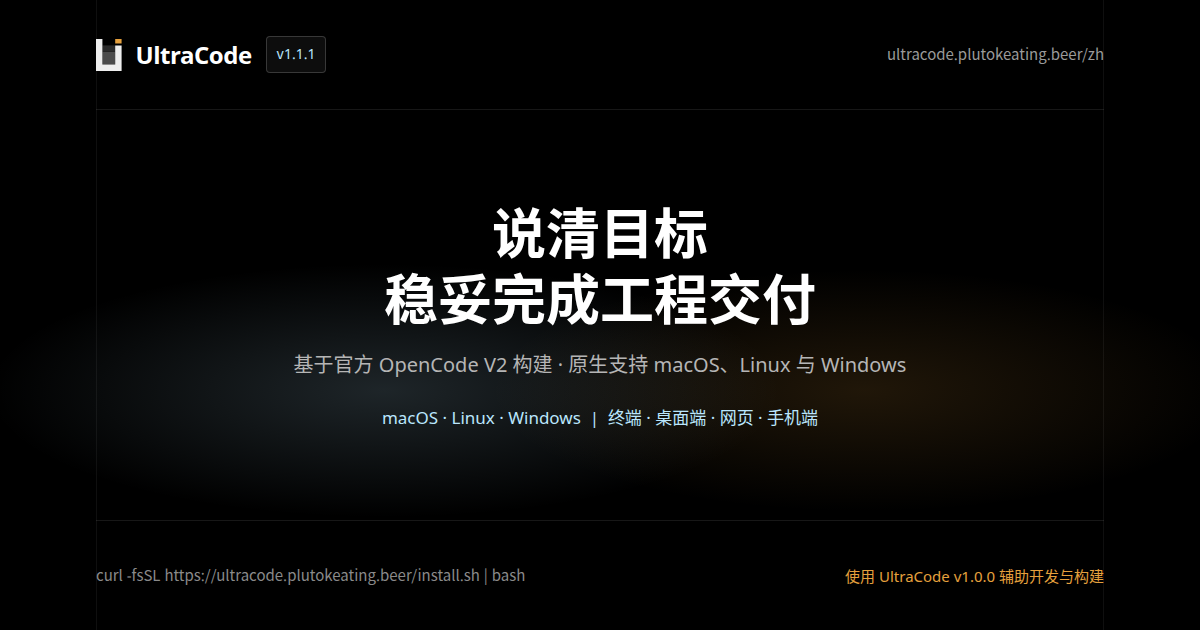 UltraCode v1.1.1
ultracode.plutokeating.beer/zh
说清目标
稳妥完成工程交付
基于官方 OpenCode V2 构建 · 原生支持 macOS、Linux 与 Windows
macOS · Linux · Windows | 终端 · 桌面端 · 网页 · 手机端
curl -fsSL https://ultracode.plutokeating.beer/install.sh | bash
使用 UltraCode v1.0.0 辅助开发与构建